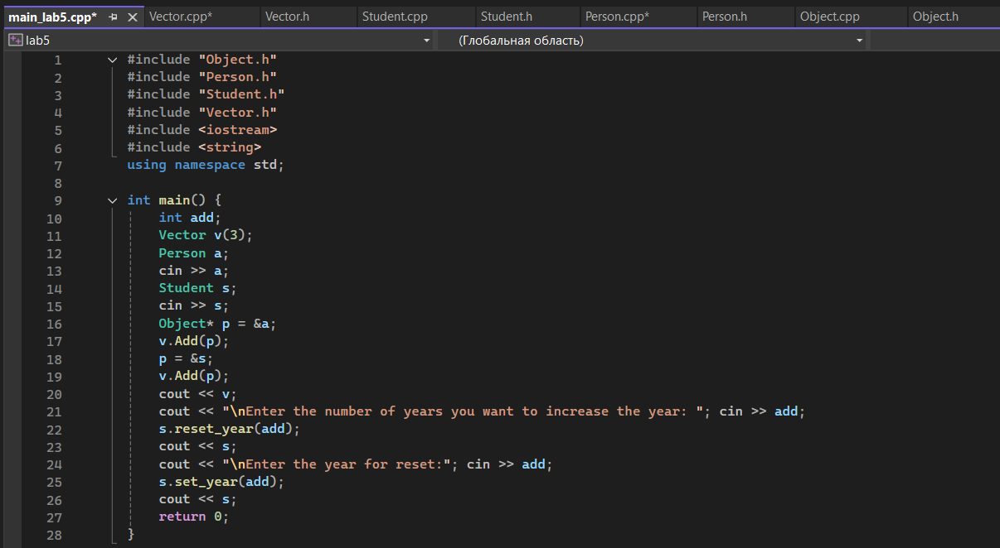 main_lab5.cpp* Vector.cpp* Vector.h Student.cpp Student.h Person.cpp* Person.h Object.cpp Object.h
lab5 (Глобальная область)
1 #include "Object.h"
2 #include "Person.h"
3 #include "Student.h"
4 #include "Vector.h"
5 #include <iostream>
6 #include <string>
7 using namespace std;
8
9 int main() {
10 int add;
11 Vector v(3);
12 Person a;
13 cin >> a;
14 Student s;
15 cin >> s;
16 Object* p = &a;
17 v.Add(p);
18 p = &s;
19 v.Add(p);
20 cout << v;
21 cout << "\nEnter the number of years you want to increase the year: "; cin >> add;
22 s.reset_year(add);
23 cout << s;
24 cout << "\nEnter the year for reset:"; cin >> add;
25 s.set_year(add);
26 cout << s;
27 return 0;
28 }